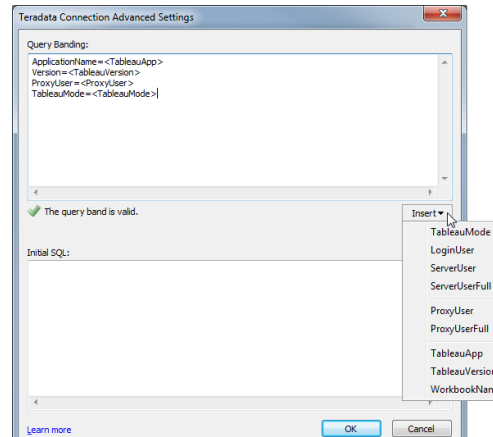 Teradata Connection Advanced Settings
Query Banding:
ApplicationName=<TableauApp>
Version=<TableauVersion>
ProxyUser=<ProxyUser>
TableauMode=<TableauMode>
The query band is valid.
Insert
TableauMode
LoginUser
ServerUser
ServerUserFull
ProxyUser
ProxyUserFull
TableauApp
TableauVersion
WorkbookNam
Initial SQL:
Learn more
OK
Cancel